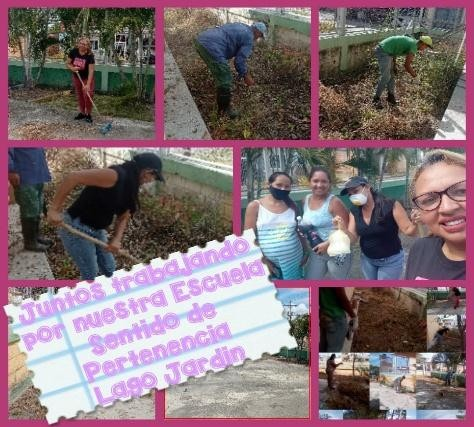 Juntos trabajando
por nuestra Escuela
Sentido de
Pertenencia
Lago Jardin